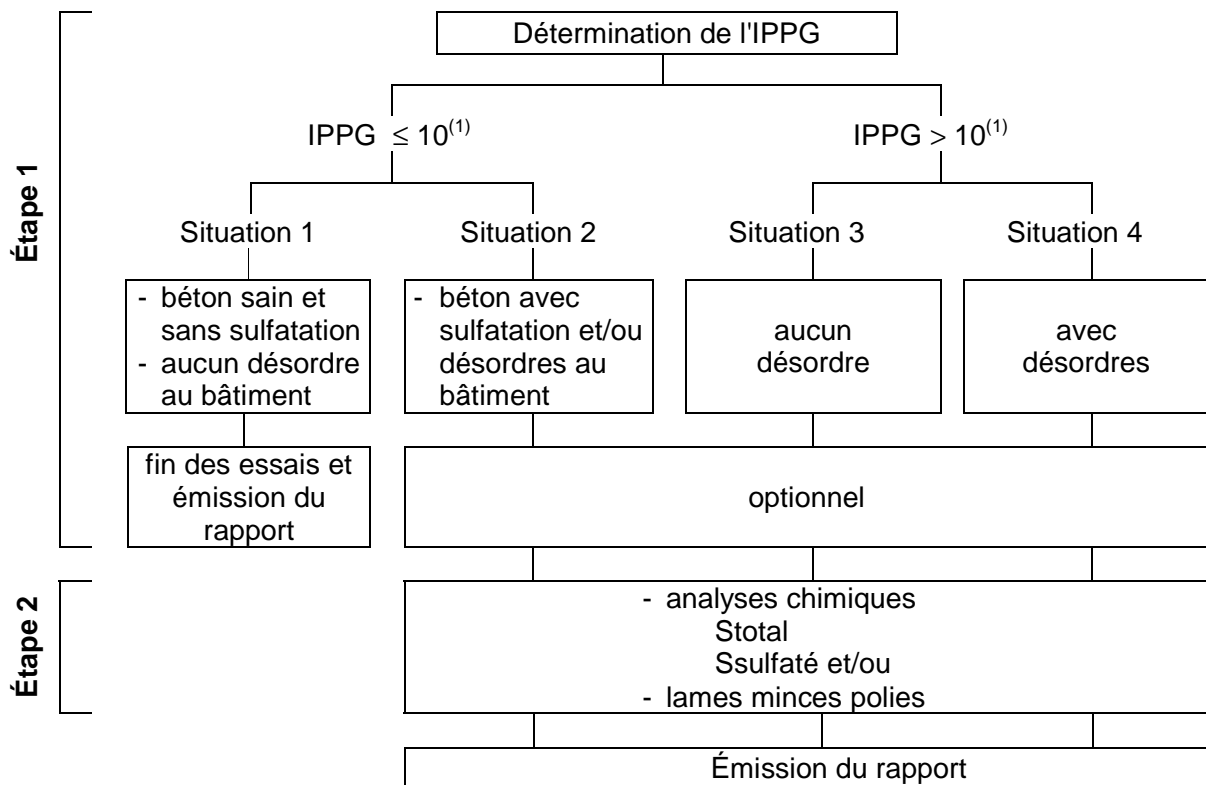 Détermination de l'IPPG
IPPG ≤ 10(1)
IPPG > 10(1)
Étape 1
Situation 1
Situation 2
Situation 3
Situation 4
- béton sain et
sans sulfatation
- aucun désordre
au bâtiment
- béton avec
sulfatation et/ou
désordres au
bâtiment
aucun
désordre
avec
désordres
fin des essais et
émission du
rapport
optionnel
Étape 2
- analyses chimiques
Stotal
Ssulfaté et/ou
- lames minces polies
Émission du rapport